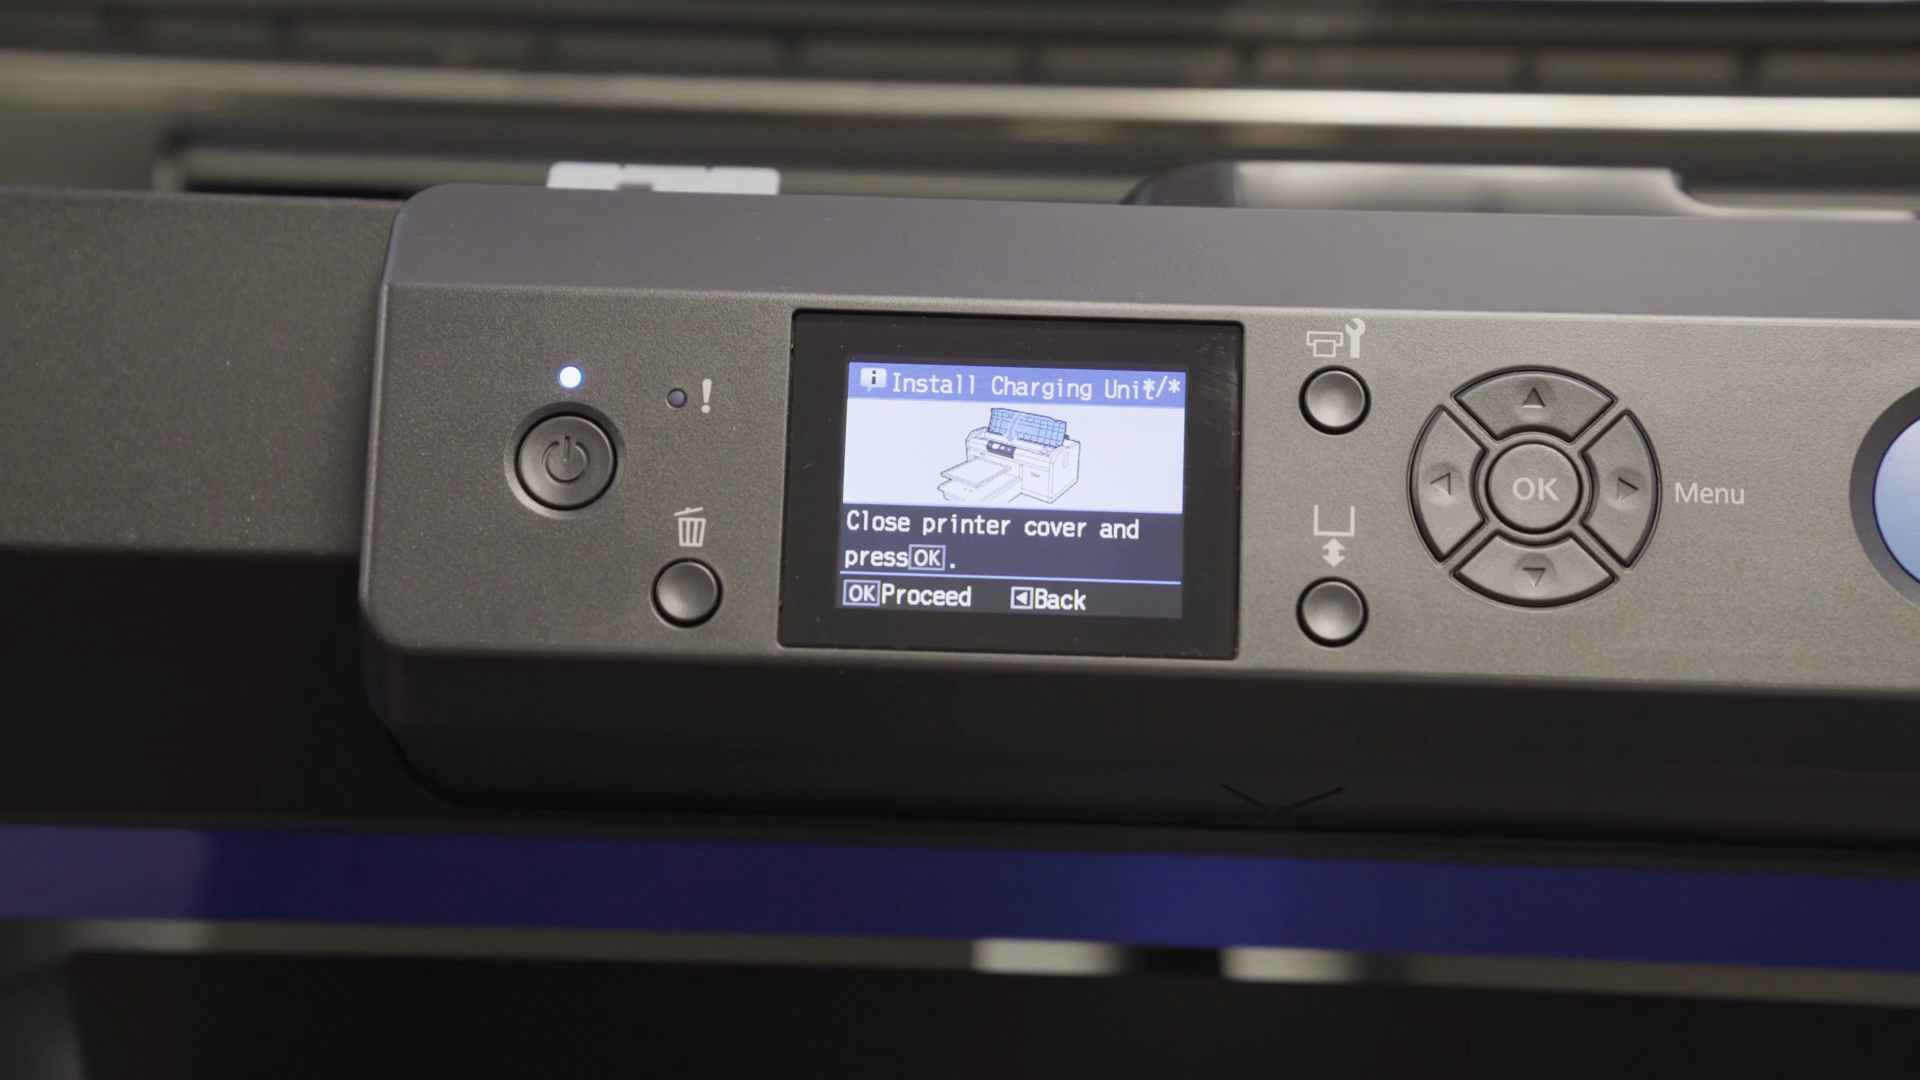 Install Charging Unit*/*
Close printer cover and
press OK.
OK Proceed ◀Back
!
OK
Menu